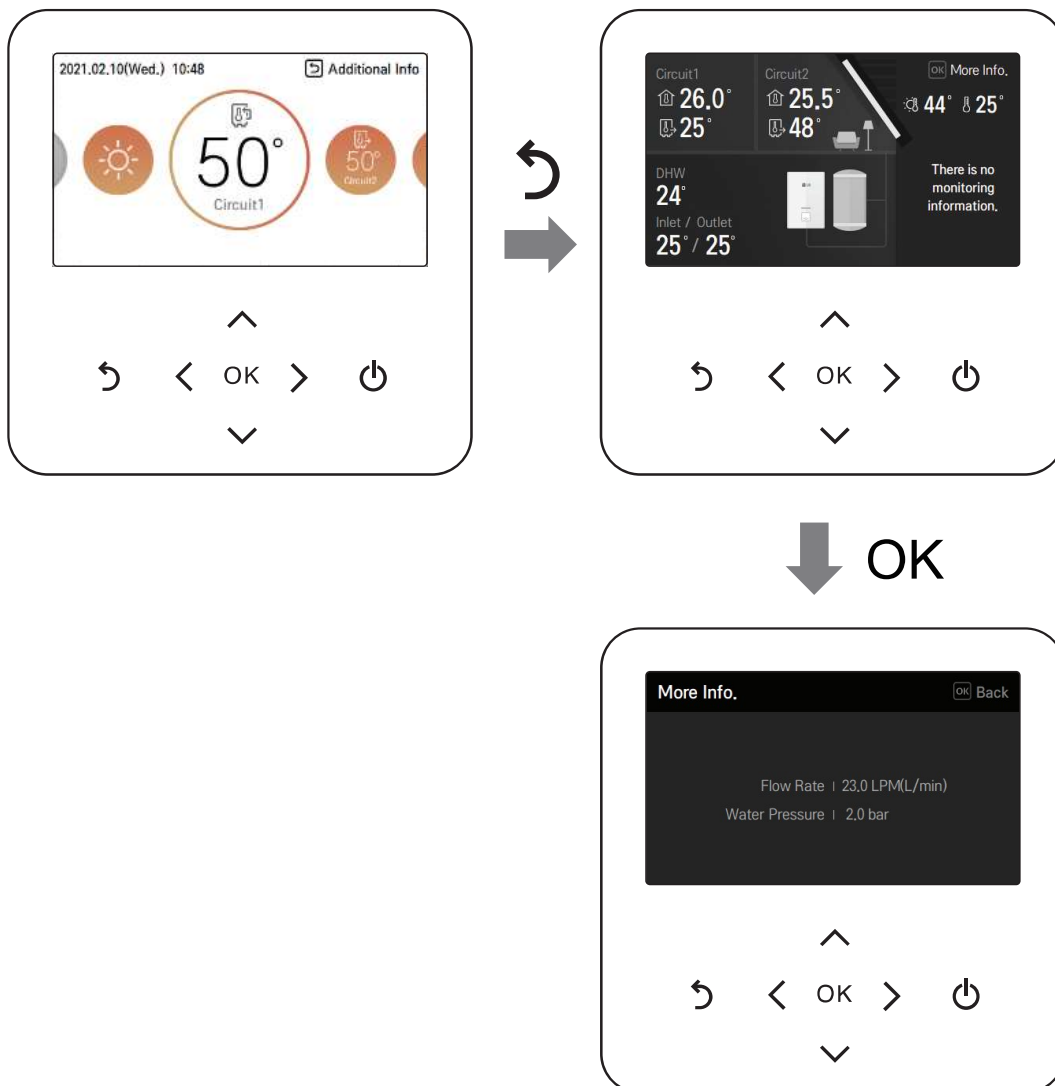 2021.02.10(Wed.) 10:48
Additional Info
50°
Circuit1
50°
Circuit2
OK
Circuit1
26.0°
25°
Circuit2
25.5°
48°
OK More Info.
44° 25°
There is no
monitoring
information.
DHW
24°
Inlet / Outlet
25° / 25°
OK
OK
More Info.
OK Back
Flow Rate | 23.0 LPM(L/min)
Water Pressure | 2.0 bar
OK